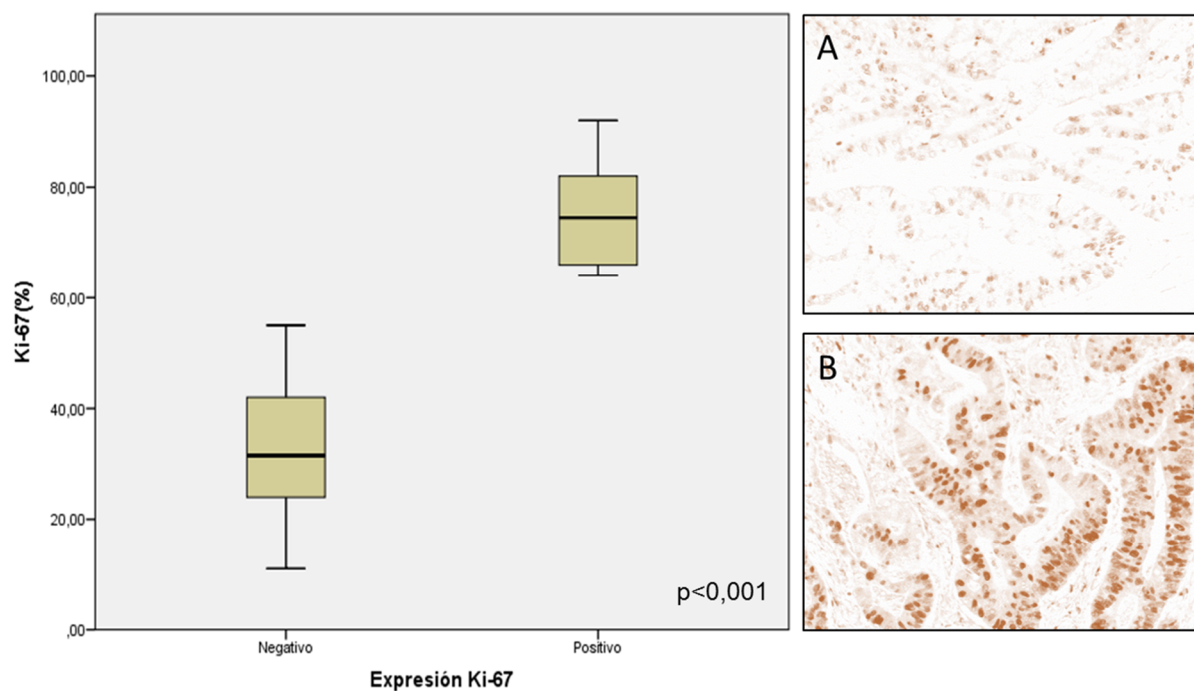 100,00
80,00
60,00
40,00
20,00
,00
Ki-67(%)
Negativo
Positivo
Expresión Ki-67
p<0,001
A
B